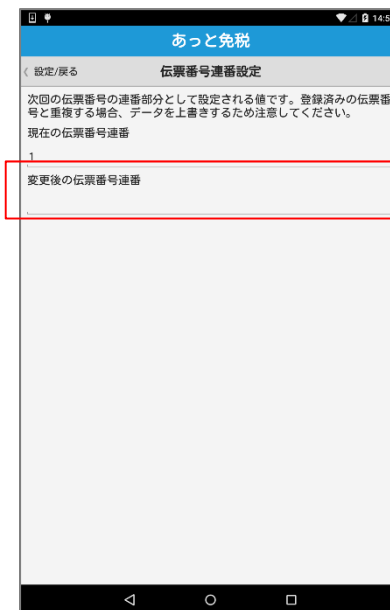 14:5
あっと免税
設定/戻る
伝票番号連番設定
次回の伝票番号の連番部分として設定される値です。登録済みの伝票番
号と重複する場合、データを上書きするため注意してください。
現在の伝票番号連番
1
変更後の伝票番号連番